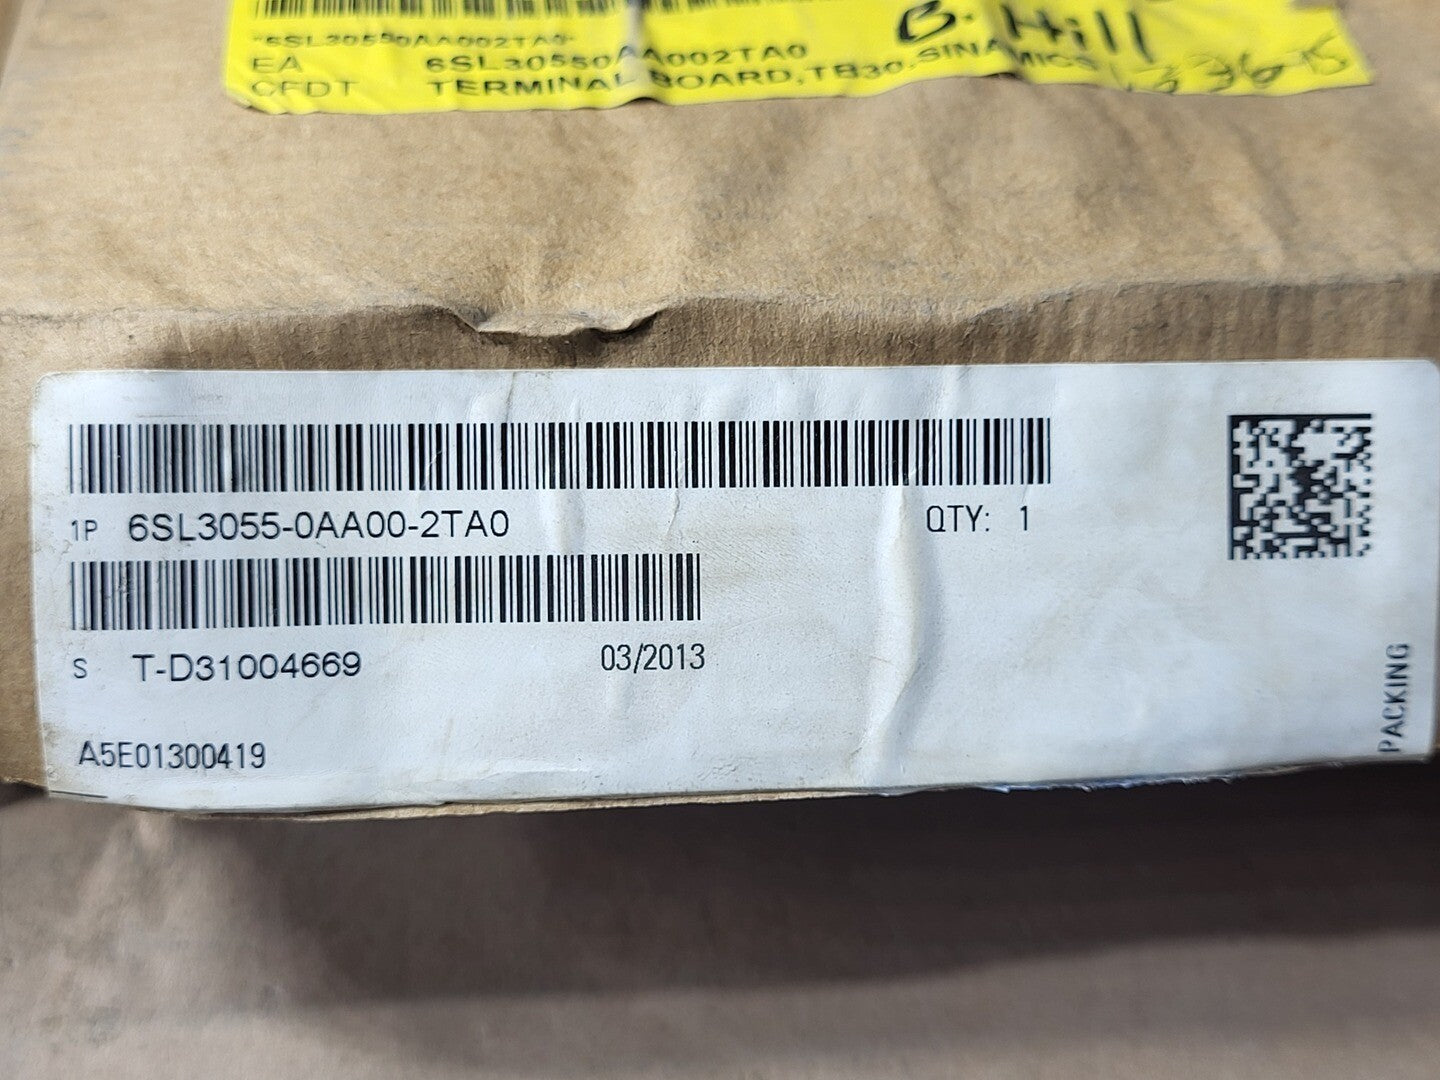 *6SL30550AA002TA0*
EA 6SL30550AA002TA0
CFDT TERMINAL BOARD,TB30,SINAMICS
B. Hill
1P 6SL3055-0AA00-2TA0 QTY: 1
S T-D31004669 03/2013
A5E01300419
PACKING